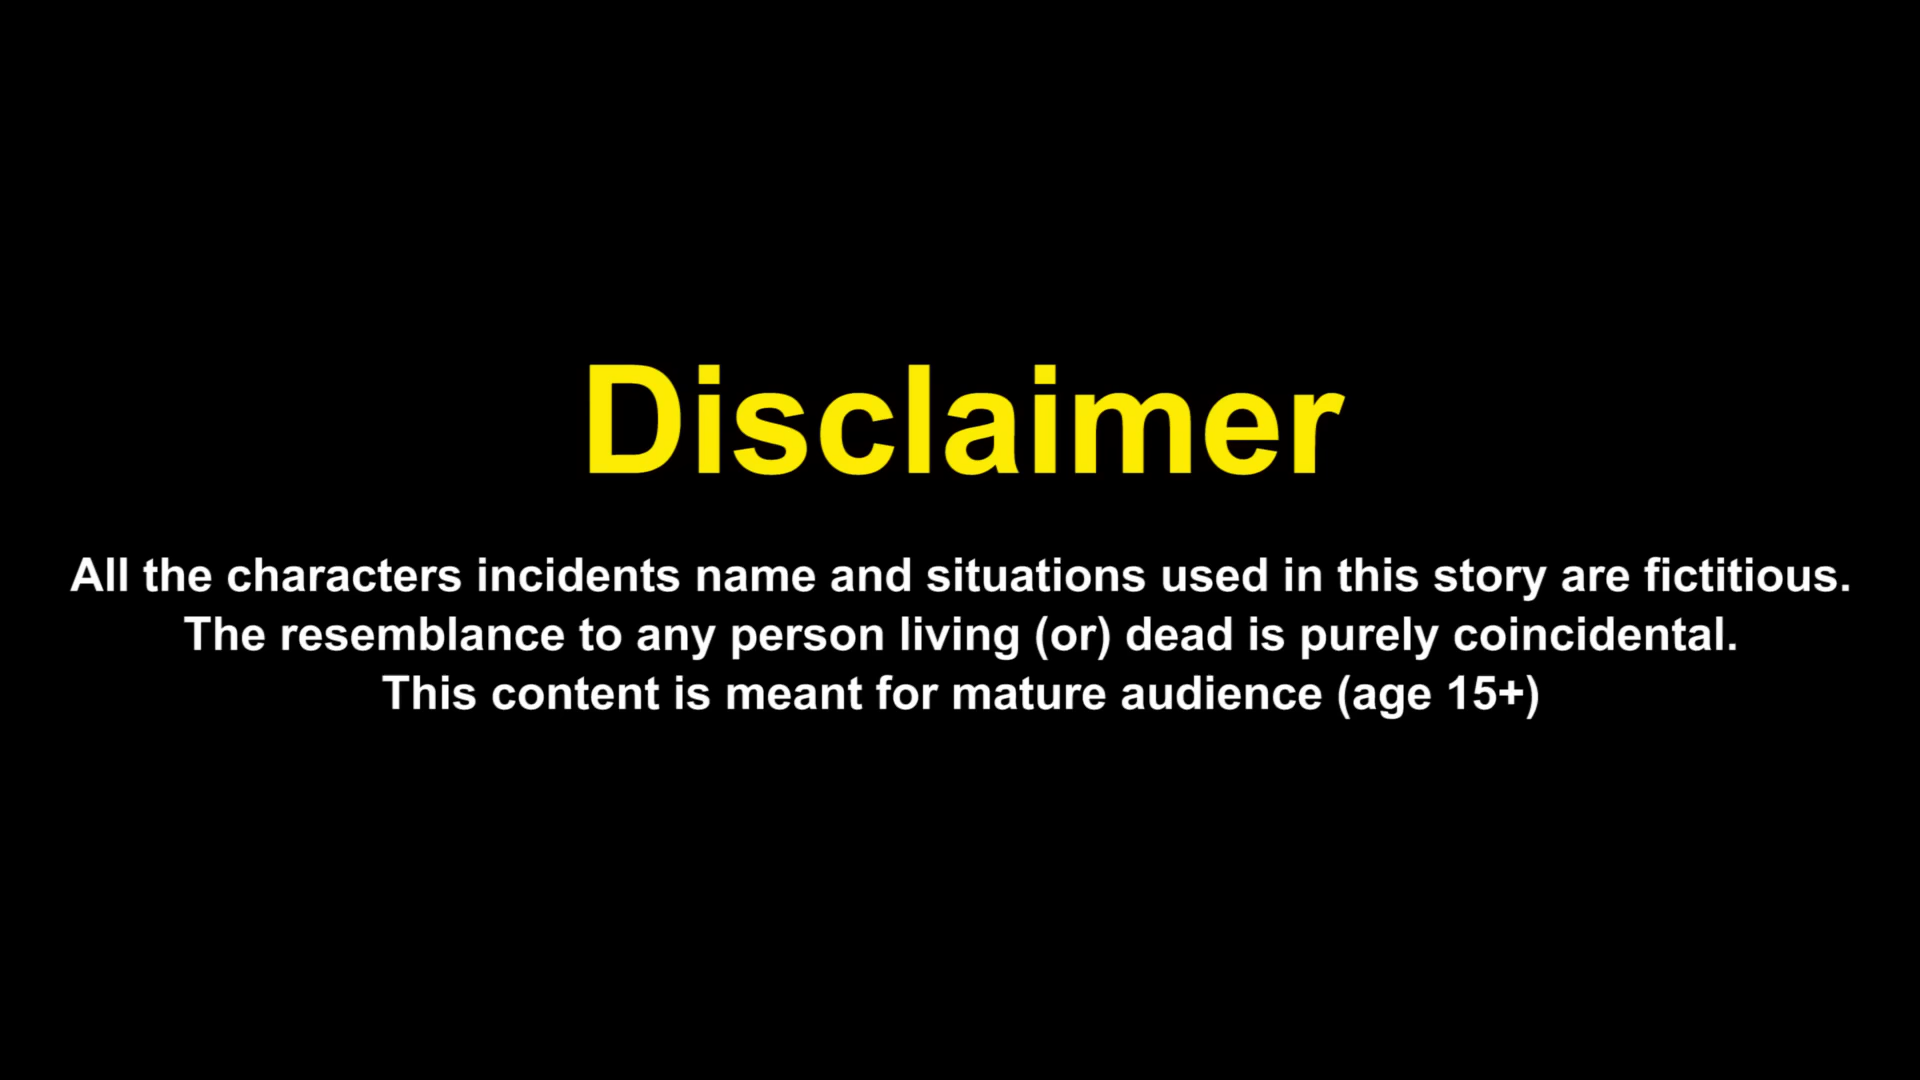 Disclaimer
All the characters incidents name and situations used in this story are fictitious.
The resemblance to any person living (or) dead is purely coincidental.
This content is meant for mature audience (age 15+)